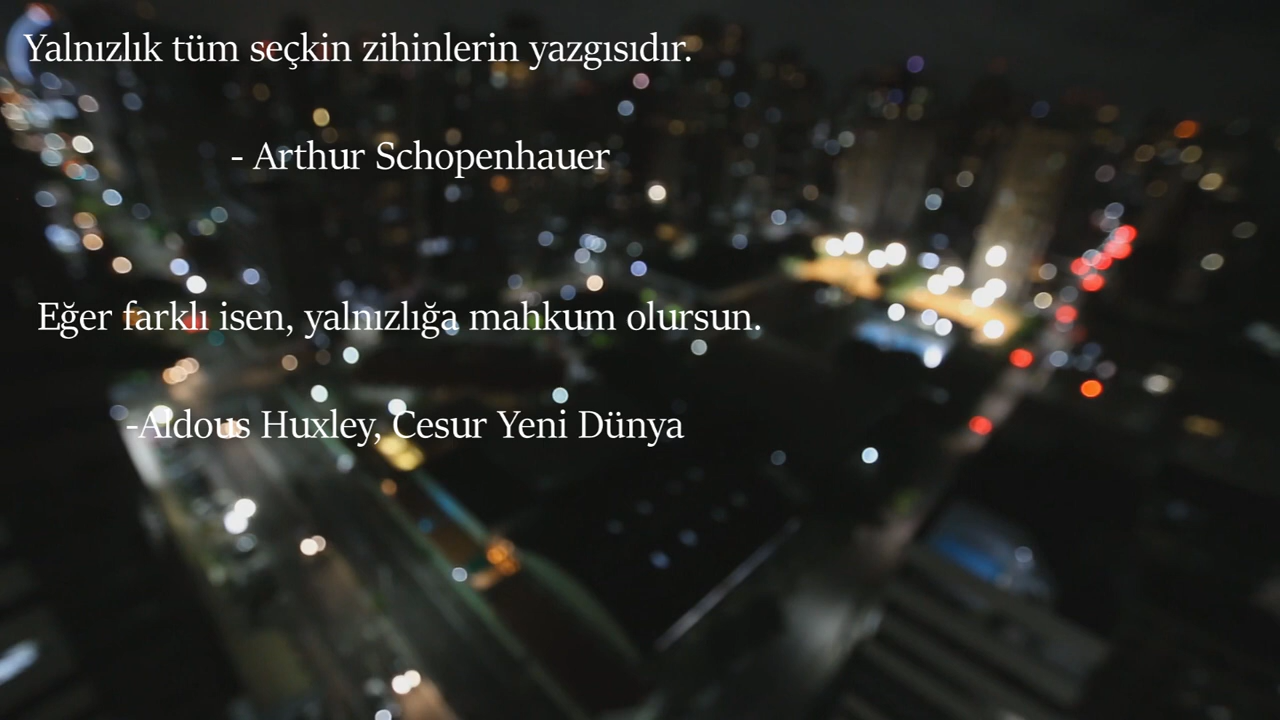 Yalnızlık tüm seçkin zihinlerin yazgısıdır.
- Arthur Schopenhauer
Eğer farklı isen, yalnızlığa mahkum olursun.
-Aldous Huxley, Cesur Yeni Dünya